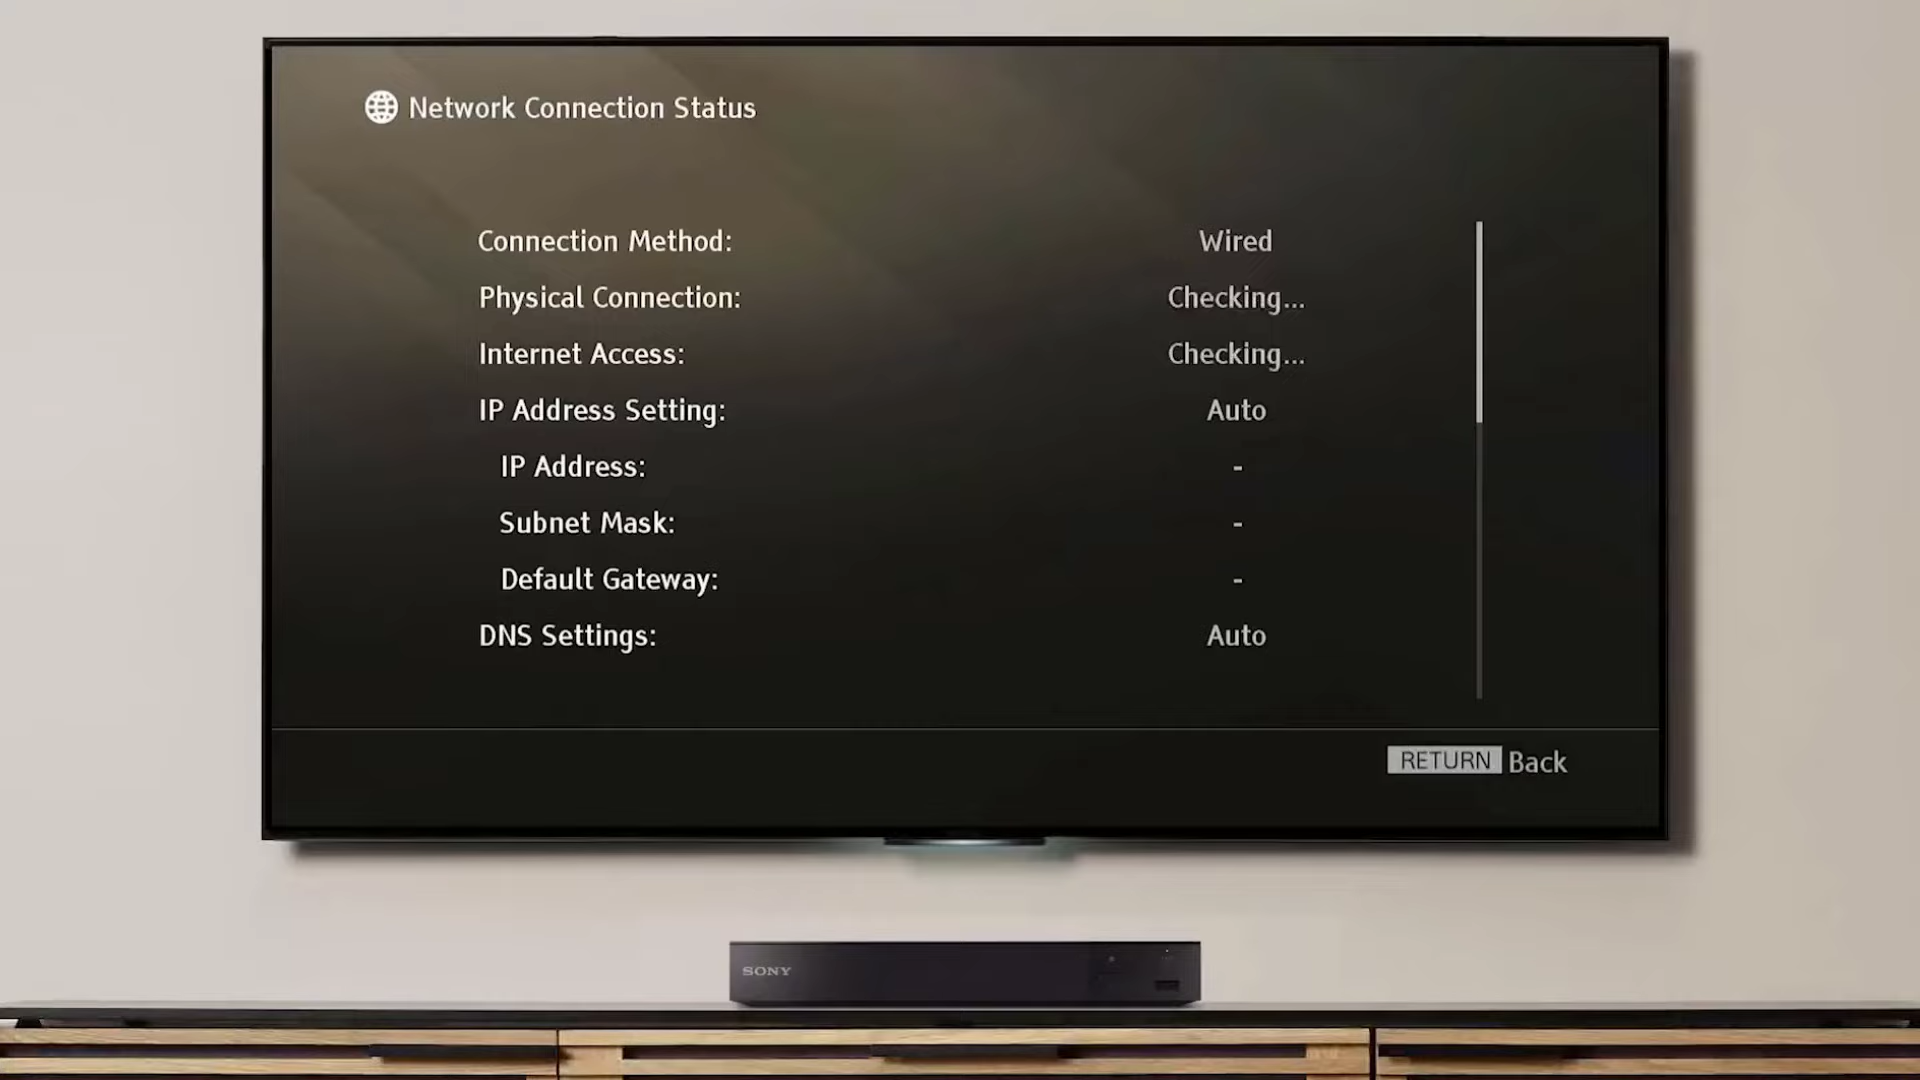 Network Connection Status
Connection Method: Wired
Physical Connection: Checking...
Internet Access: Checking...
IP Address Setting: Auto
IP Address: -
Subnet Mask: -
Default Gateway: -
DNS Settings: Auto
RETURN Back
SONY